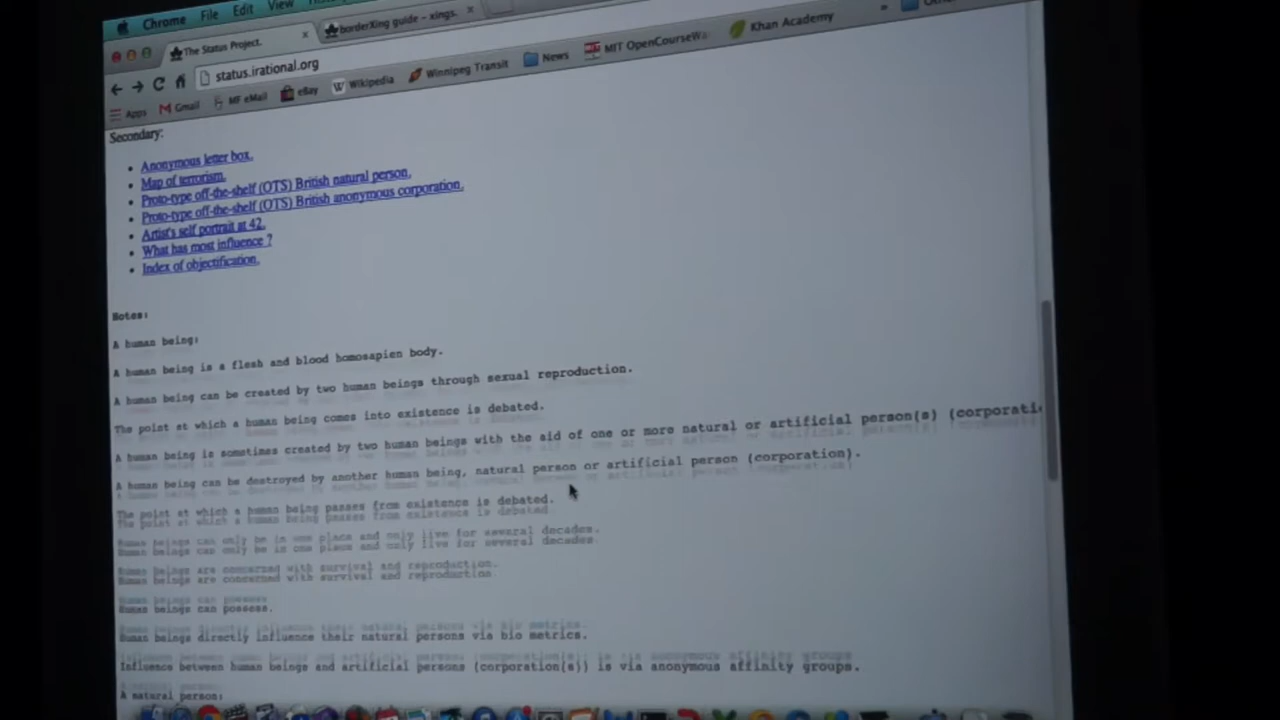 Chrome File Edit View
The Status Project.
borderXing guide - xings.
status.irational.org
Apps Gmail MF eMail eBay Wikipedia Winnipeg Transit News MIT OpenCourseWa Khan Academy »
Secondary:
Anonymous letter box.
Map of terrorism.
Proto-type off-the-shelf (OTS) British natural person.
Proto-type off-the-shelf (OTS) British anonymous corporation.
Artist's self portrait at 42.
What has most influence ?
Index of objectification.
Notes:
A human being:
A human being is a flesh and blood homosapien body.
A human being can be created by two human beings through sexual reproduction.
The point at which a human being comes into existence is debated.
A human being is sometimes created by two human beings with the aid of one or more natural or artificial person(s) (corporati
A human being can be destroyed by another human being, natural person or artificial person (corporation).
The point at which a human being passes from existence is debated.
Human beings can only be in one place and only live for several decades.
Human beings are concerned with survival and reproduction.
Human beings can possess.
Human beings directly influence their natural persons via bio metrics.
Influence between human beings and artificial persons (corporation(s)) is via anonymous affinity groups.
A natural person: